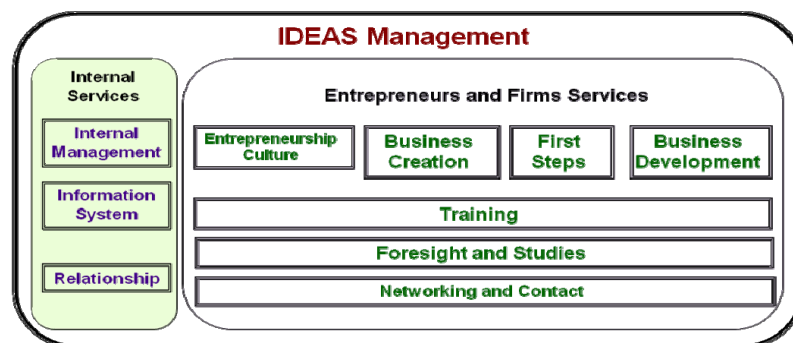 IDEAS Management
Internal
Services
Internal
Management
Information
System
Relationship
Entrepreneurs and Firms Services
Entrepreneurship
Culture
Business
Creation
First
Steps
Business
Development
Training
Foresight and Studies
Networking and Contact